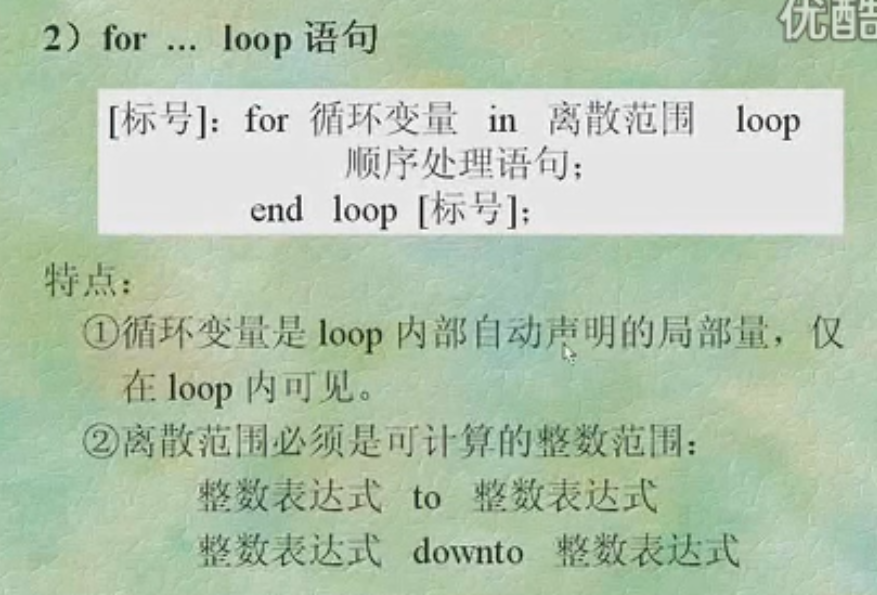 优酷
2）for … loop 语句
[标号]：for 循环变量 in 离散范围 loop
顺序处理语句；
end loop [标号]；
特点：
①循环变量是 loop 内部自动声明的局部量，仅
在 loop 内可见。
②离散范围必须是可计算的整数范围：
整数表达式 to 整数表达式
整数表达式 downto 整数表达式